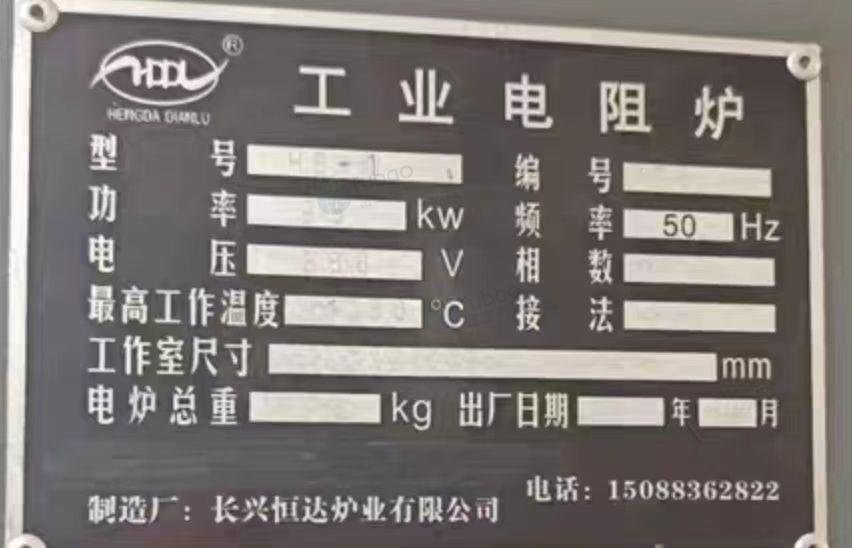 HDDL®
HENGDA DIANLU
工业电阻炉
型号 编号
功率 kw 频率 50 Hz
电压 V 相数
最高工作温度 °C 接法
工作室尺寸 mm
电炉总重 kg 出厂日期 年 月
制造厂：长兴恒达炉业有限公司 电话：15088362822